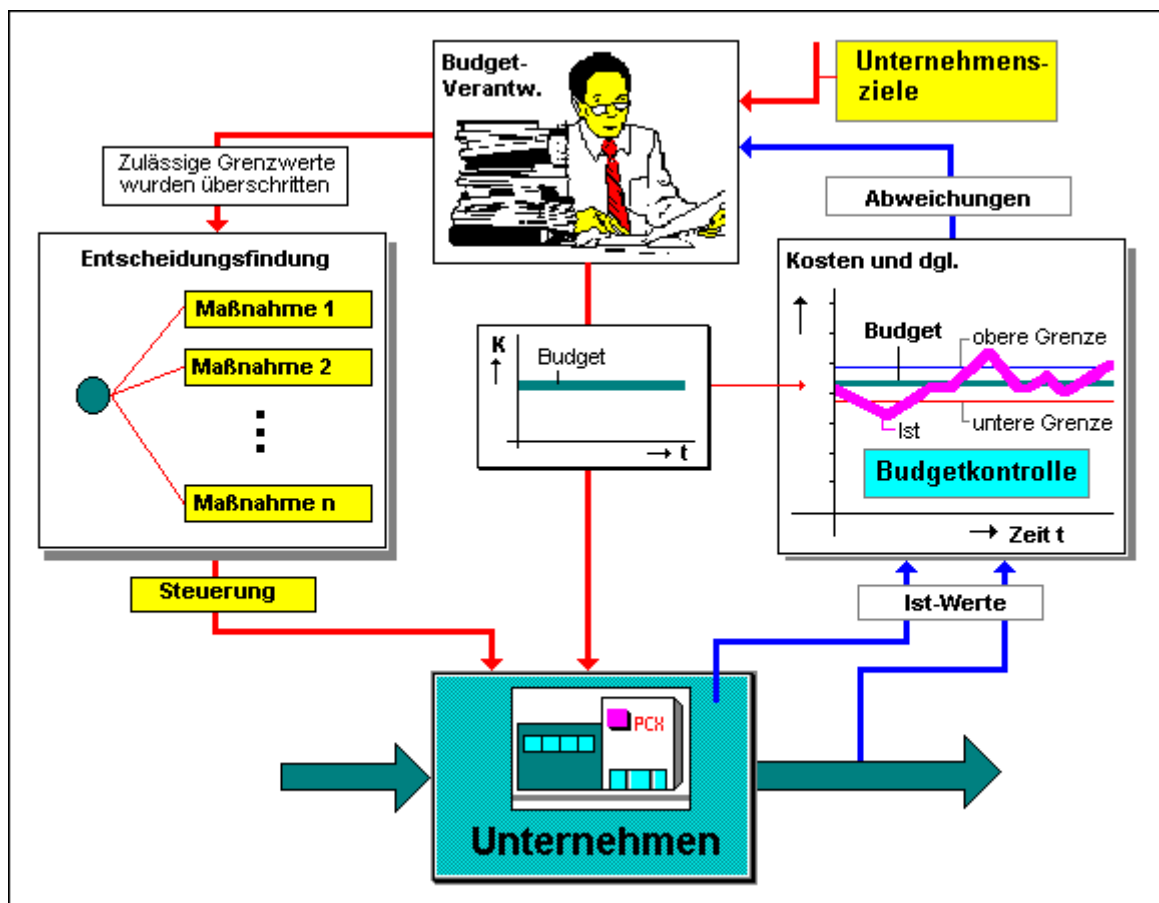 Budget-
Verantw.
Unternehmens-
ziele
Zulässige Grenzwerte
wurden überschritten
Abweichungen
Entscheidungsfindung
Maßnahme 1
Maßnahme 2
Maßnahme n
K
Budget
t
Kosten und dgl.
Budget
obere Grenze
Ist
untere Grenze
Budgetkontrolle
Zeit t
Steuerung
Ist-Werte
PCX
Unternehmen